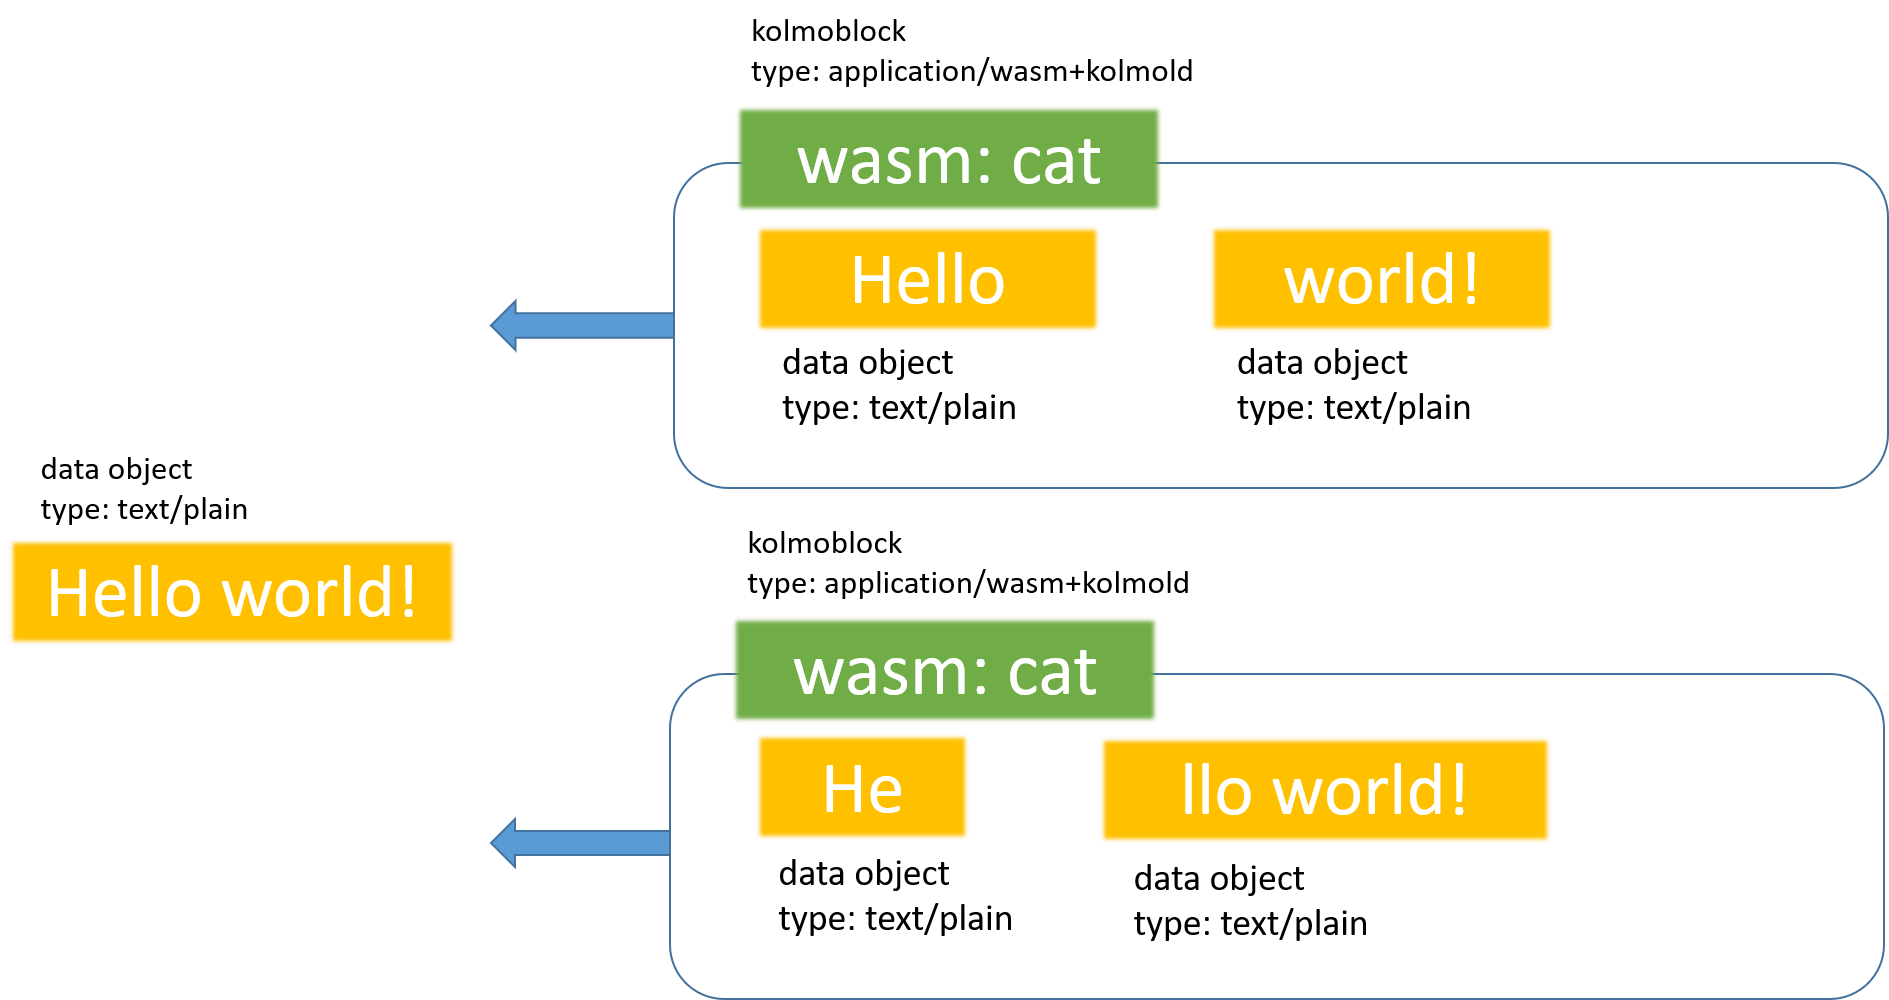 kolmoblock
type: application/wasm+kolmold
wasm: cat
Hello
world!
data object
type: text/plain
data object
type: text/plain
data object
type: text/plain
Hello world!
kolmoblock
type: application/wasm+kolmold
wasm: cat
He
llo world!
data object
type: text/plain
data object
type: text/plain